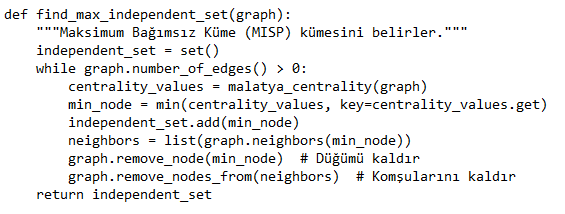 def find_max_independent_set(graph):
    """Maksimum Bağımsız Küme (MISP) kümesini belirler."""
    independent_set = set()
    while graph.number_of_edges() > 0:
        centrality_values = malatya_centrality(graph)
        min_node = min(centrality_values, key=centrality_values.get)
        independent_set.add(min_node)
        neighbors = list(graph.neighbors(min_node))
        graph.remove_node(min_node)  # Düğümü kaldır
        graph.remove_nodes_from(neighbors)  # Komşularını kaldır
    return independent_set